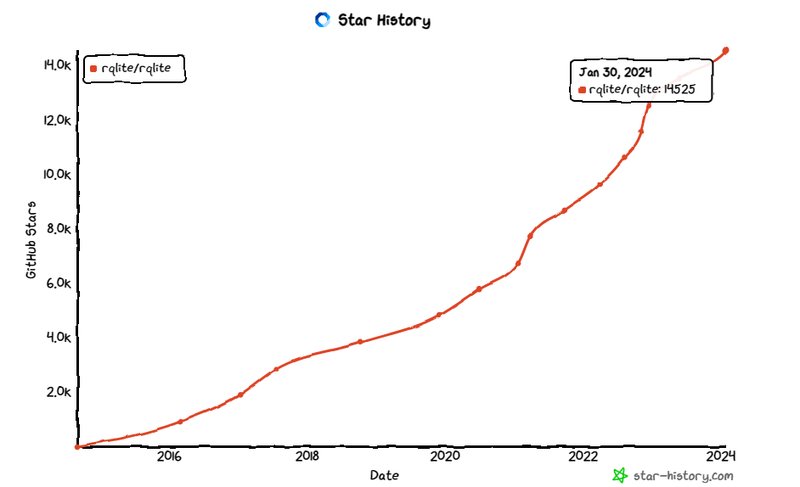 Star History
rqlite/rqlite
Jan 30, 2024
rqlite/rqlite: 14525
14.0k
12.0k
10.0k
8.0k
6.0k
4.0k
2.0k
GitHub Stars
2016 2018 2020 2022 2024
Date
star-history.com